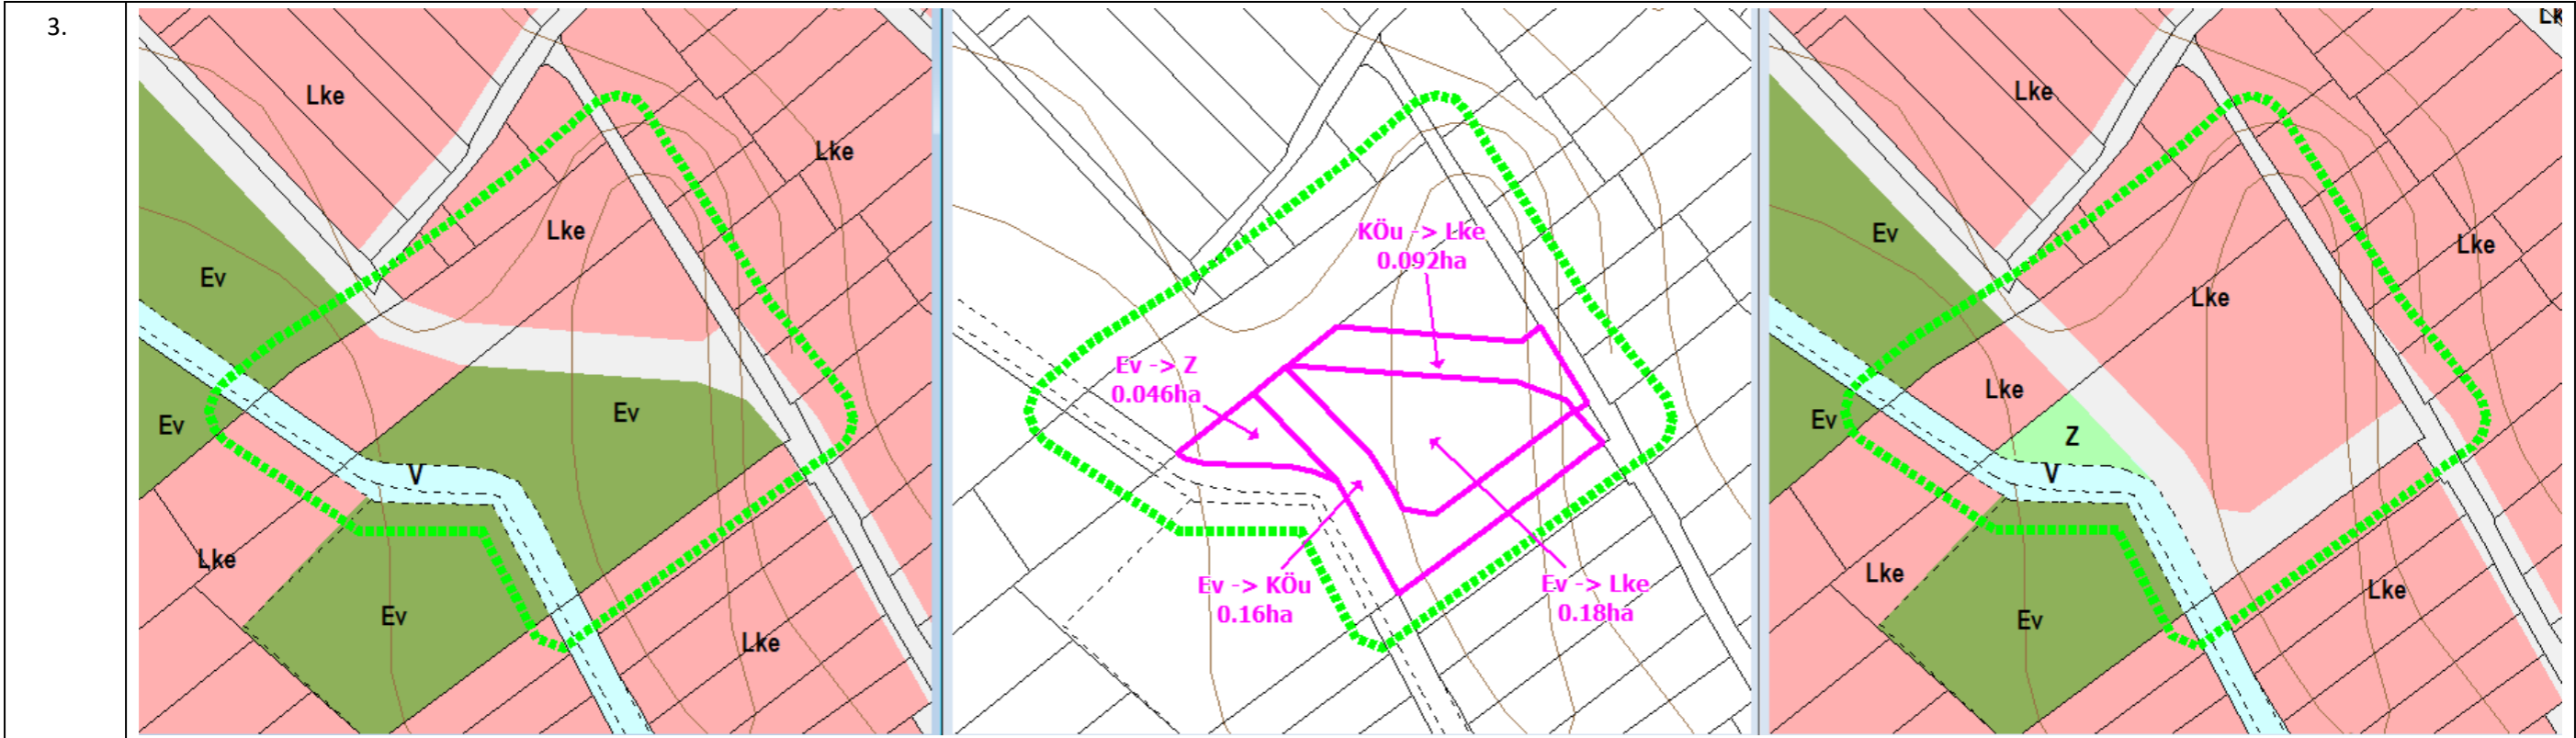 3.
Lke
Lke
Lke
Ev
Ev
Ev
V
Lke
Ev
Lke
KÖu -> Lke
0.092ha
Ev -> Z
0.046ha
Ev -> KÖu
0.16ha
Ev -> Lke
0.18ha
Lke
Ev
Lke
Lke
Lke
Ev
Z
V
Lke
Lke
Ev